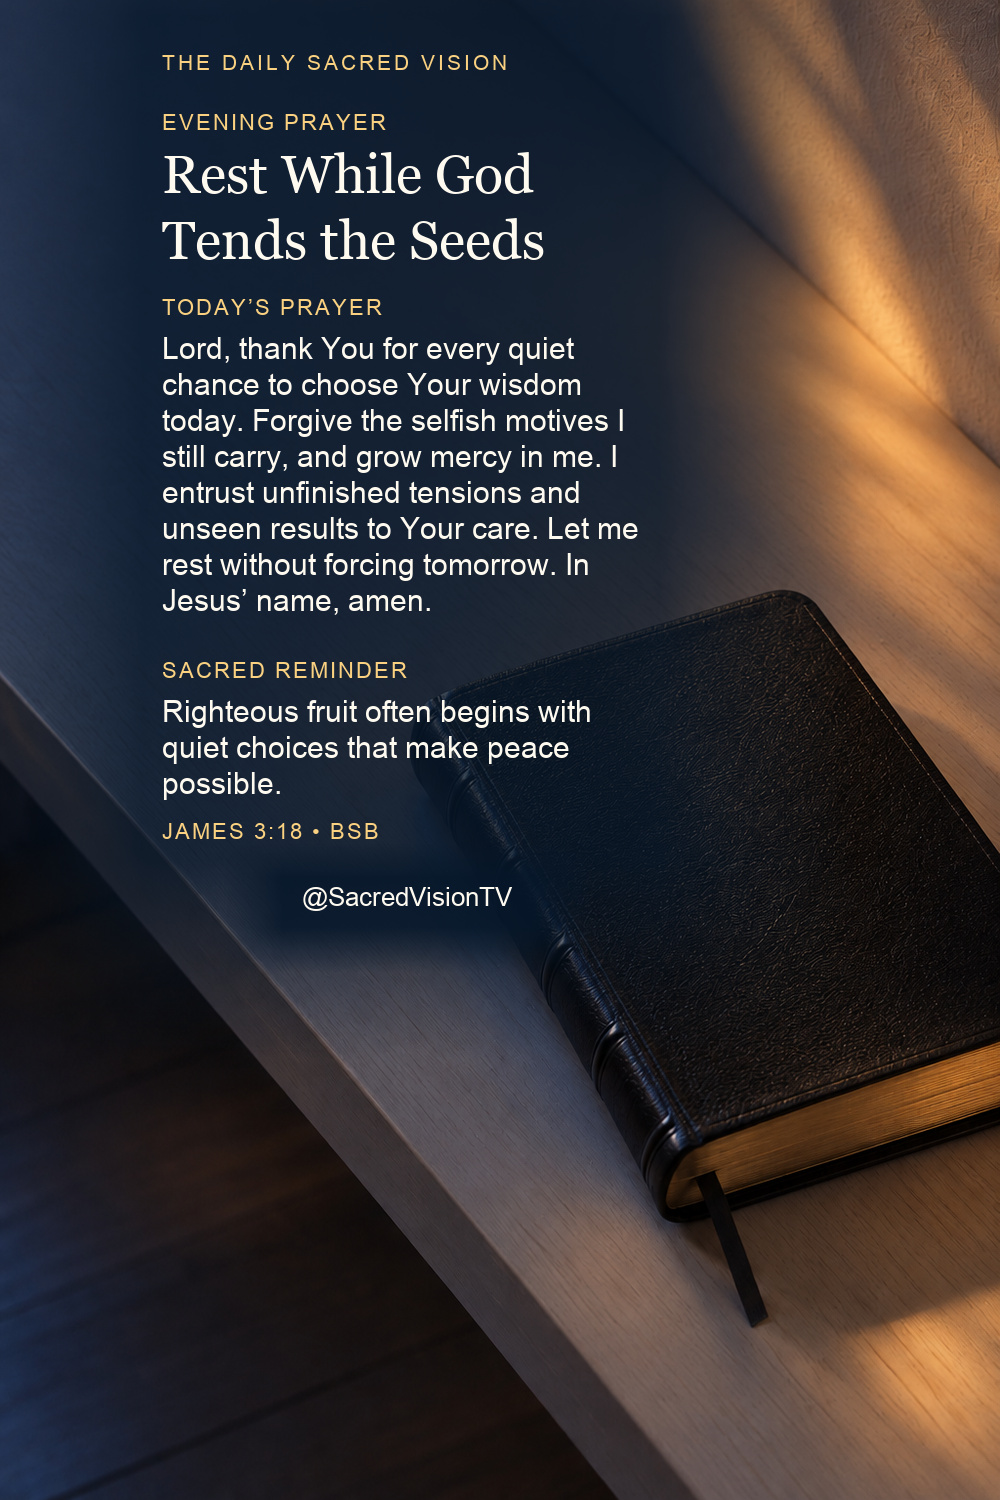 THE DAILY SACRED VISION
EVENING PRAYER
Rest While God
Tends the Seeds
TODAY’S PRAYER
Lord, thank You for every quiet
chance to choose Your wisdom
today. Forgive the selfish motives I
still carry, and grow mercy in me. I
entrust unfinished tensions and
unseen results to Your care. Let me
rest without forcing tomorrow. In
Jesus’ name, amen.
SACRED REMINDER
Righteous fruit often begins with
quiet choices that make peace
possible.
JAMES 3:18 • BSB
@SacredVisionTV